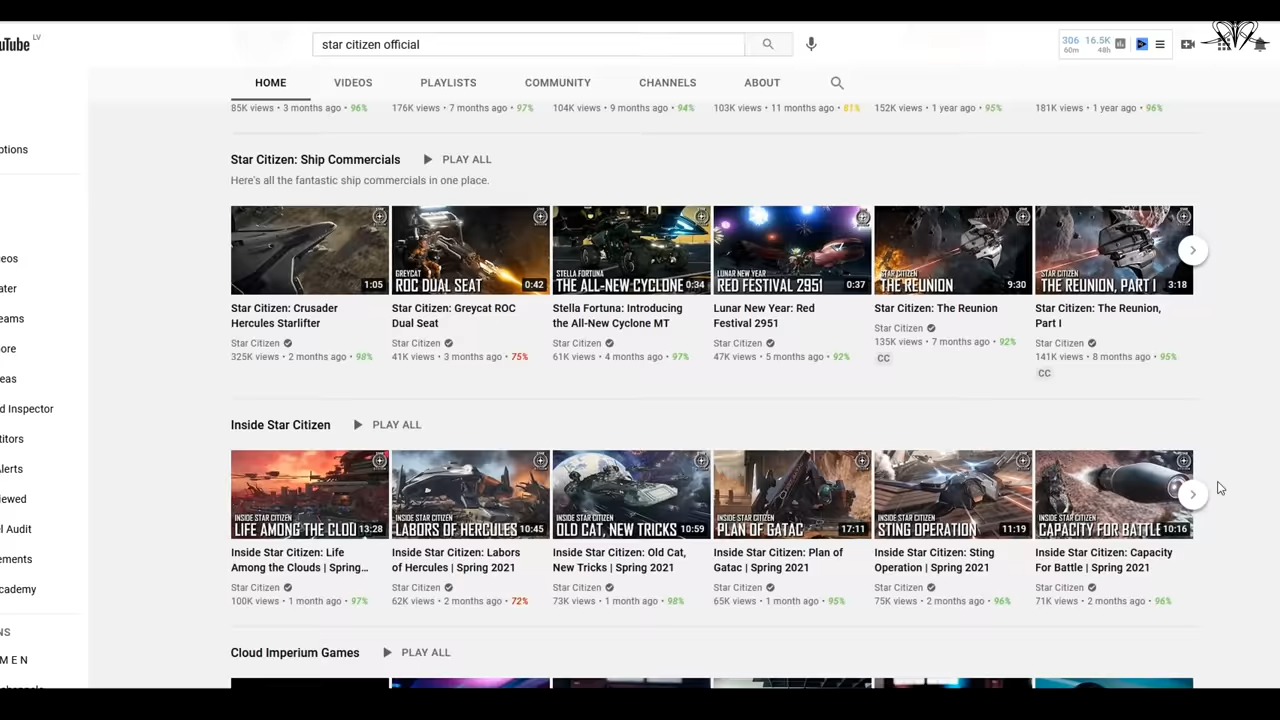 uTube LV
star citizen official
306 16.5K
60m 48h
HOME VIDEOS PLAYLISTS COMMUNITY CHANNELS ABOUT
85K views • 3 months ago • 96% 176K views • 7 months ago • 97% 104K views • 9 months ago • 94% 103K views • 11 months ago • 81% 152K views • 1 year ago • 95% 181K views • 1 year ago • 96%
ptions
Star Citizen: Ship Commercials PLAY ALL
Here's all the fantastic ship commercials in one place.
GREYCAT STELLA FORTUNA LUNAR NEW YEAR STAR CITIZEN STAR CITIZEN
1:05 ROC DUAL SEAT 0:42 THE ALL-NEW CYCLONE 0:34 RED FESTIVAL 2951 0:37 THE REUNION 9:30 THE REUNION, PART I 3:18
Star Citizen: Crusader Star Citizen: Greycat ROC Stella Fortuna: Introducing Lunar New Year: Red Star Citizen: The Reunion Star Citizen: The Reunion,
Hercules Starlifter Dual Seat the All-New Cyclone MT Festival 2951 Part I
Star Citizen Star Citizen Star Citizen Star Citizen Star Citizen Star Citizen
325K views • 2 months ago • 98% 41K views • 3 months ago • 75% 61K views • 4 months ago • 97% 47K views • 5 months ago • 92% 135K views • 7 months ago • 92% 141K views • 8 months ago • 95%
CC CC
eos
ater
eams
ore
eas
d Inspector
Inside Star Citizen PLAY ALL
titors
lerts
iewed
INSIDE STAR CITIZEN INSIDE STAR CITIZEN INSIDE STAR CITIZEN INSIDE STAR CITIZEN INSIDE STAR CITIZEN INSIDE STAR CITIZEN
LIFE AMONG THE CLOU 13:28 LABORS OF HERCULES 10:45 OLD CAT, NEW TRICKS 10:59 PLAN OF GATAC 17:11 STING OPERATION 11:19 CAPACITY FOR BATTLE 10:16
l Audit
Inside Star Citizen: Life Inside Star Citizen: Labors Inside Star Citizen: Old Cat, Inside Star Citizen: Plan of Inside Star Citizen: Sting Inside Star Citizen: Capacity
Among the Clouds | Spring... of Hercules | Spring 2021 New Tricks | Spring 2021 Gatac | Spring 2021 Operation | Spring 2021 For Battle | Spring 2021
ements
Star Citizen Star Citizen Star Citizen Star Citizen Star Citizen Star Citizen
cademy
100K views • 1 month ago • 97% 62K views • 2 months ago • 72% 73K views • 1 month ago • 98% 65K views • 1 month ago • 95% 75K views • 2 months ago • 96% 71K views • 2 months ago • 96%
NS
Cloud Imperium Games PLAY ALL
M E N